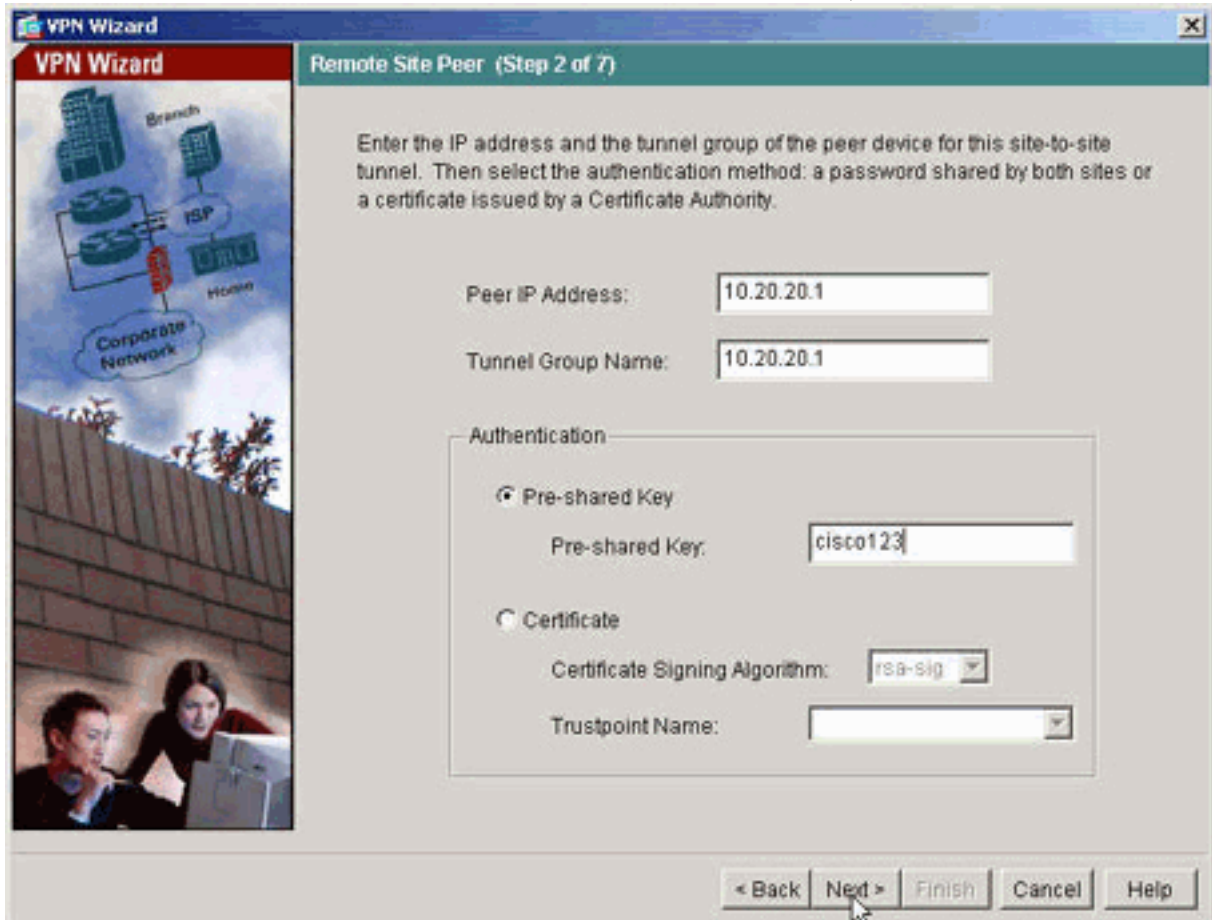 VPN Wizard
VPN Wizard
Remote Site Peer (Step 2 of 7)
Branch
ISP
Home
Corporate
Network
Enter the IP address and the tunnel group of the peer device for this site-to-site
tunnel. Then select the authentication method: a password shared by both sites or
a certificate issued by a Certificate Authority.
Peer IP Address: 10.20.20.1
Tunnel Group Name: 10.20.20.1
Authentication
Pre-shared Key
Pre-shared Key: cisco123
Certificate
Certificate Signing Algorithm: rsa-sig
Trustpoint Name:
< Back Next > Finish Cancel Help